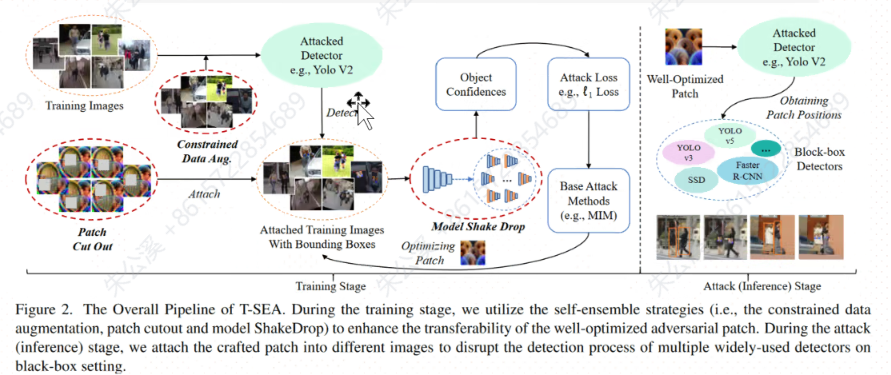 Training Images
Constrained
Data Aug.
Patch
Cut Out
Attach
Attacked
Detector
e.g., Yolo V2
Detect
Attached Training Images
With Bounding Boxes
Object
Confidences
Model Shake Drop
Attack Loss
e.g., ℓ1 Loss
Base Attack
Methods
(e.g., MIM)
Optimizing
Patch
Training Stage
Well-Optimized
Patch
Attacked
Detector
e.g., Yolo V2
Obtaining
Patch Positions
YOLO
v3
YOLO
v5
...
SSD
Faster
R-CNN
Block-box
Detectors
Attack (Inference) Stage
Figure 2. The Overall Pipeline of T-SEA. During the training stage, we utilize the self-ensemble strategies (i.e., the constrained data
augmentation, patch cutout and model ShakeDrop) to enhance the transferability of the well-optimized adversarial patch. During the attack
(inference) stage, we attach the crafted patch into different images to disrupt the detection process of multiple widely-used detectors on
black-box setting.